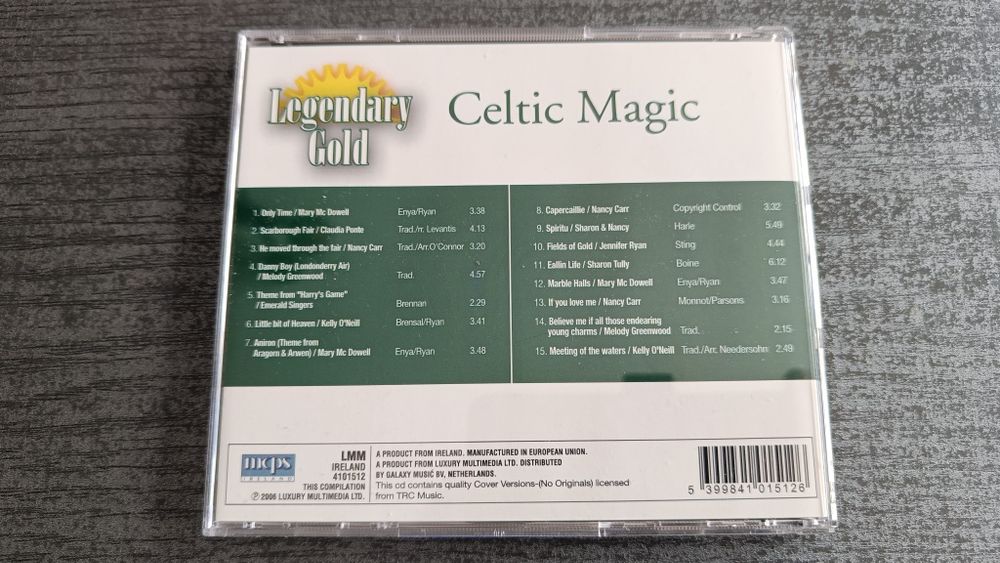 Legendary
Gold
Celtic Magic
1. Only Time / Mary Mc Dowell Enya/Ryan 3.38
2. Scarborough Fair / Claudia Ponte Trad./rr. Levantis 4.13
3. He moved through the fair / Nancy Carr Trad./Arr.O'Connor 3.20
4. Danny Boy (Londonderry Air)
/ Melody Greenwood Trad. 4.57
5. Theme from "Harry's Game"
/ Emerald Singers Brennan 2.29
6. Little bit of Heaven / Kelly O'Neill Brensal/Ryan 3.41
7. Aniron (Theme from
Aragorn & Arwen) / Mary Mc Dowell Enya/Ryan 3.48
8. Capercaillie / Nancy Carr Copyright Control 3.32
9. Spiritu / Sharon & Nancy Harle 5.49
10. Fields of Gold / Jennifer Ryan Sting 4.44
11. Eallin Life / Sharon Tully Boine 6.12
12. Marble Halls / Mary Mc Dowell Enya/Ryan 3.47
13. If you love me / Nancy Carr Monnot/Parsons 3.16
14. Believe me if all those endearing
young charms / Melody Greenwood Trad. 2.15
15. Meeting of the waters / Kelly O'Neill Trad./Arr. Needersohn 2.49
mcps
IRELAND
LMM
IRELAND
4101512
THIS COMPILATION
℗ 2006 LUXURY MULTIMEDIA LTD.
A PRODUCT FROM IRELAND. MANUFACTURED IN EUROPEAN UNION.
A PRODUCT FROM LUXURY MULTIMEDIA LTD. DISTRIBUTED
BY GALAXY MUSIC BV, NETHERLANDS.
This cd contains quality Cover Versions-(No Originals) licensed
from TRC Music.
5 399841 015126